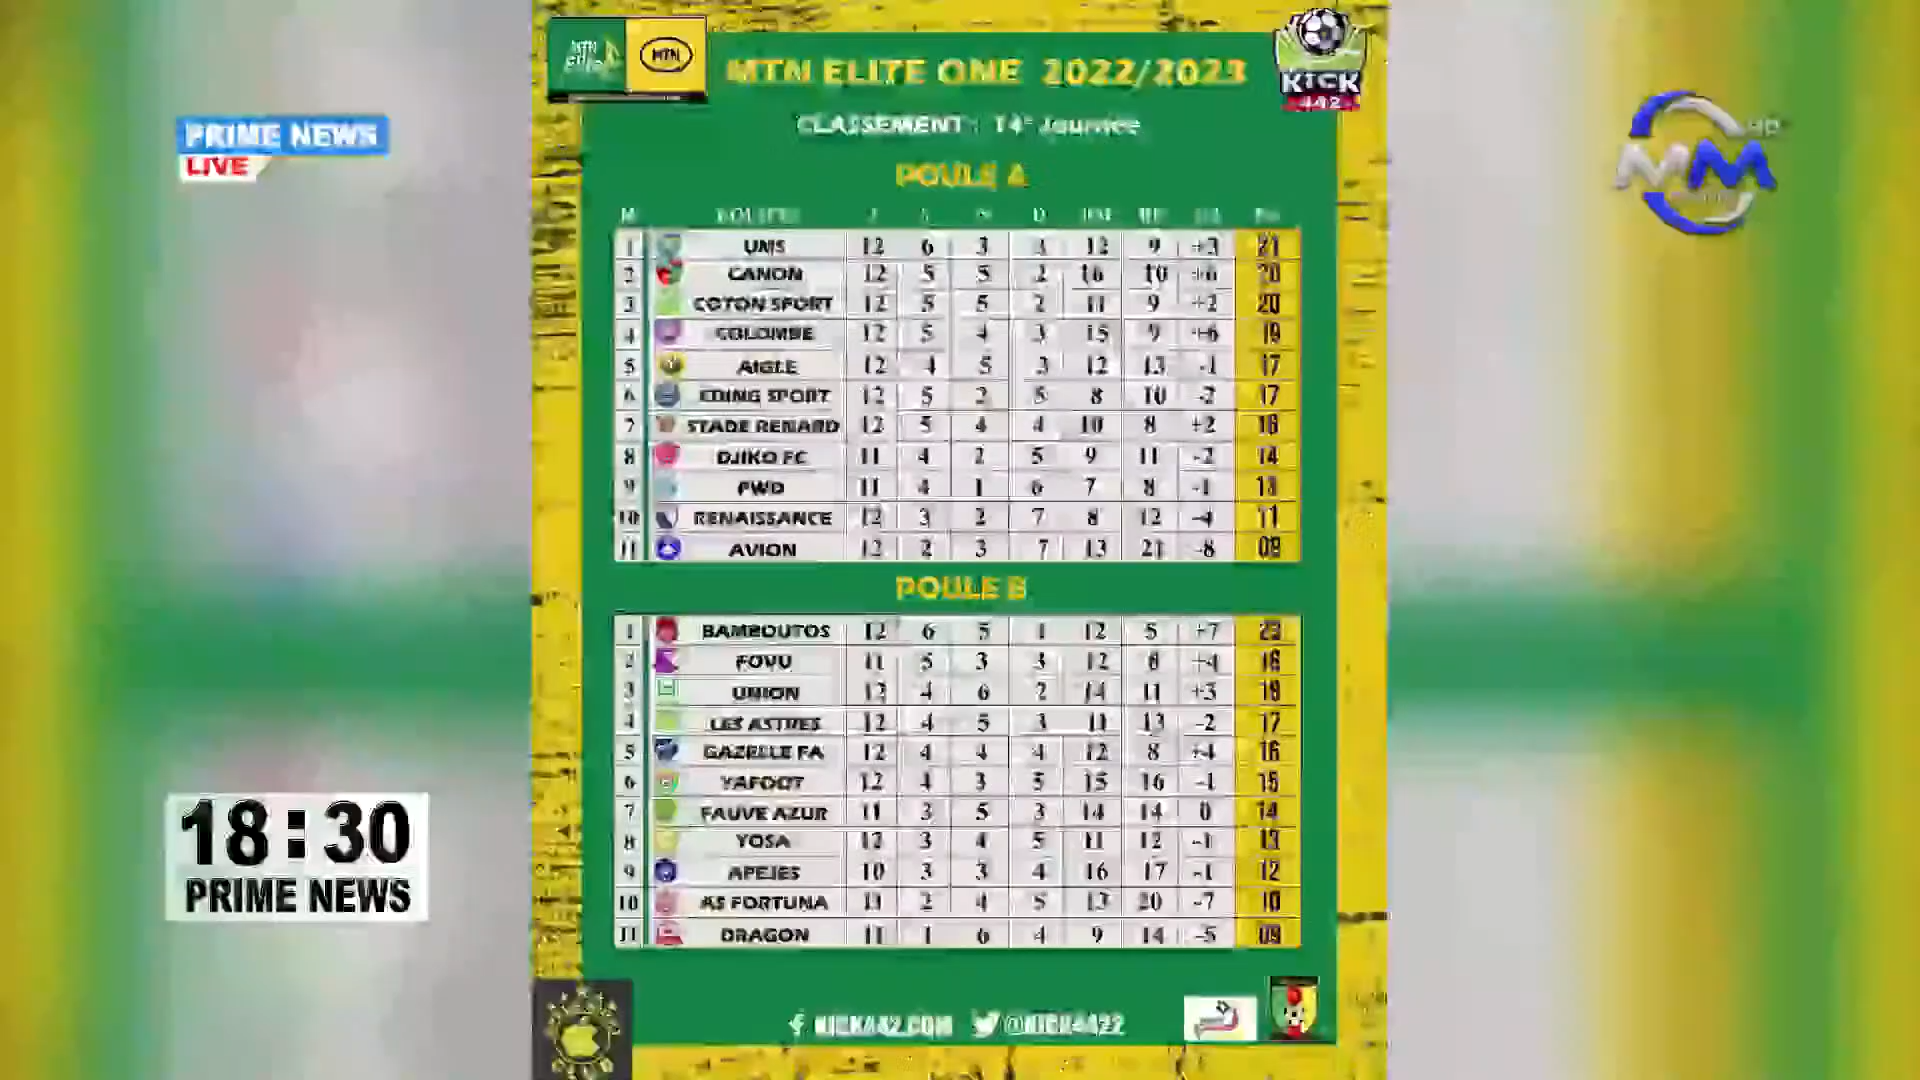 MTN
MTN ELITE ONE 2022/2023
KICK
442
PRIME NEWS
LIVE
HD
MM
CLASSEMENT : 14e Journée
POULE A
1 UMS 12 6 3 3 12 9 +3 21
2 CANON 12 5 5 2 16 10 +6 20
3 COTON SPORT 12 5 5 2 11 9 +2 20
4 COLOMBE 12 5 4 3 15 9 +6 19
5 AIGLE 12 4 5 3 12 13 -1 17
6 EDING SPORT 12 5 2 5 8 10 -2 17
7 STADE RENARD 12 5 4 4 10 8 +2 16
8 DJIKO FC 11 4 2 5 9 11 -2 14
9 PWD 11 4 1 6 7 8 -1 13
10 RENAISSANCE 12 3 2 7 8 12 -4 11
11 AVION 12 2 3 7 13 21 -8 09
POULE B
1 BAMBOUTOS 12 6 5 1 12 5 +7 23
2 FOVU 11 5 3 3 12 8 +4 18
3 UNION 12 4 6 2 14 11 +3 18
4 LES ASTRES 12 4 5 3 11 13 -2 17
5 GAZELLE FA 12 4 4 4 12 8 +4 16
6 YAFOOT 12 4 3 5 15 16 -1 15
7 FAUVE AZUR 11 3 5 3 14 14 0 14
8 YOSA 12 3 4 5 11 12 -1 13
9 APEJES 10 3 3 4 16 17 -1 12
10 AS FORTUNA 11 2 4 5 13 20 -7 10
11 DRAGON 11 1 6 4 9 14 -5 09
18:30
PRIME NEWS
KICK442.COM @KICK4422